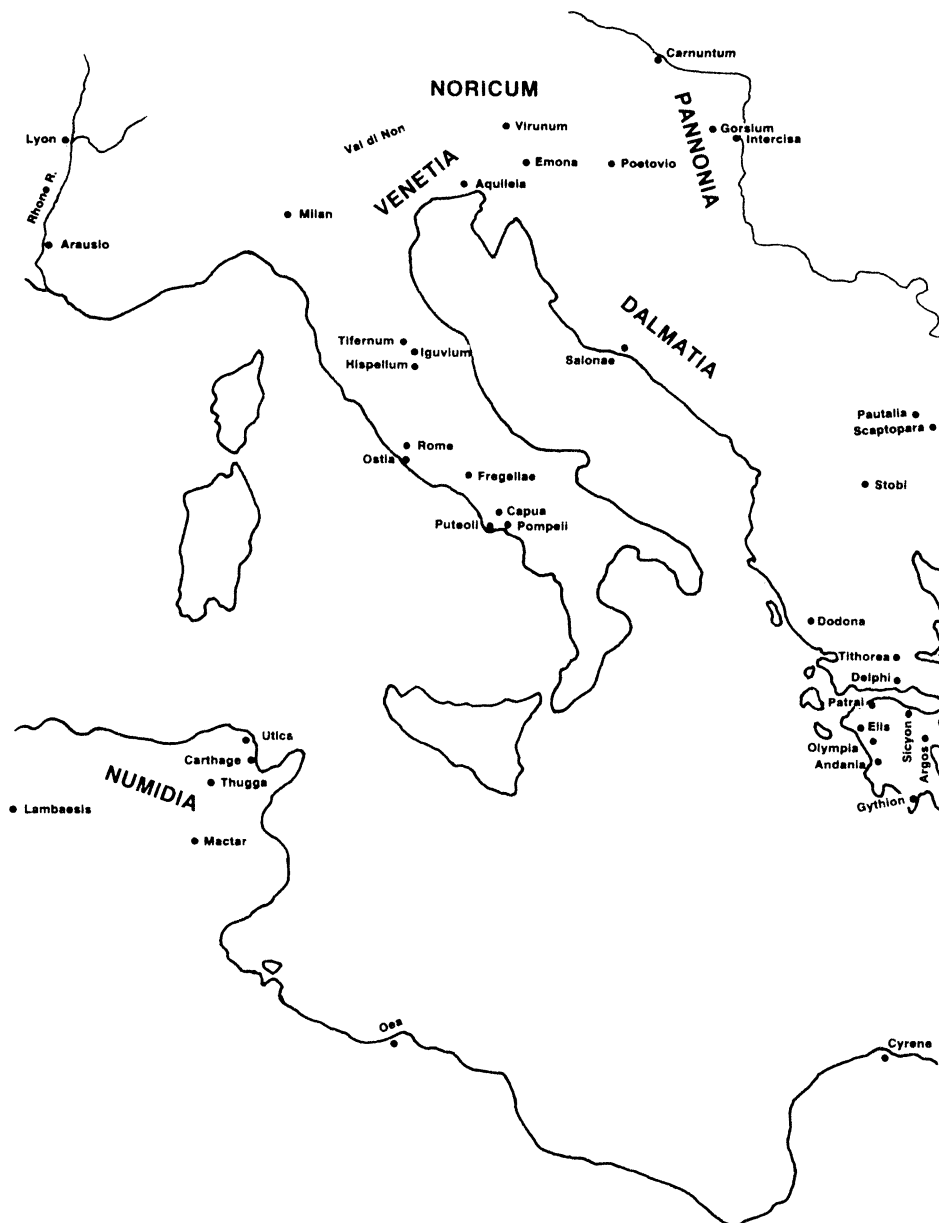 Carnuntum
NORICUM
PANNONIA
Virunum
Gorsium
Intercisa
Lyon
Val di Non
Emona
Poetovio
VENETIA
Aquileia
Rhone R.
Milan
Arausio
DALMATIA
Tifernum
Iguvium
Hispellum
Salonae
Pautalia
Scaptopara
Rome
Ostia
Fregellae
Stobi
Capua
Puteoli
Pompeii
Dodona
Tithorea
Delphi
Patrai
Elis
Sicyon
Olympia
Argos
Andania
Gythion
Utica
Carthage
NUMIDIA
Thugga
Lambaesis
Mactar
Oea
Cyrene